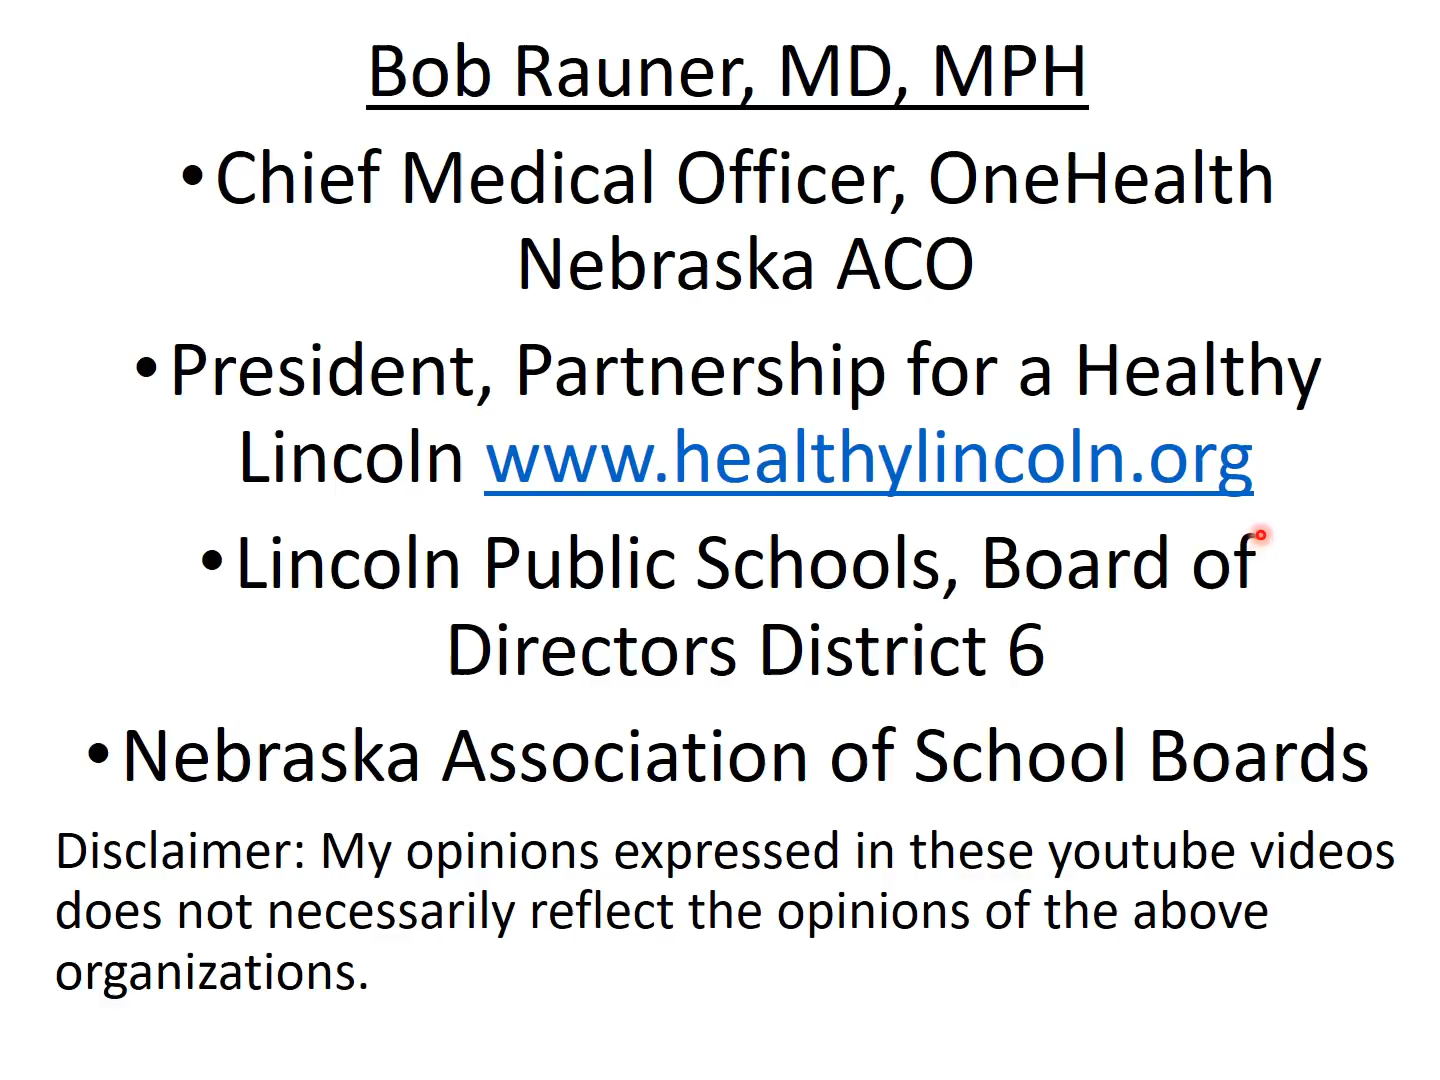 Bob Rauner, MD, MPH
•Chief Medical Officer, OneHealth
Nebraska ACO
•President, Partnership for a Healthy
Lincoln www.healthylincoln.org
•Lincoln Public Schools, Board of
Directors District 6
•Nebraska Association of School Boards
Disclaimer: My opinions expressed in these youtube videos
does not necessarily reflect the opinions of the above
organizations.